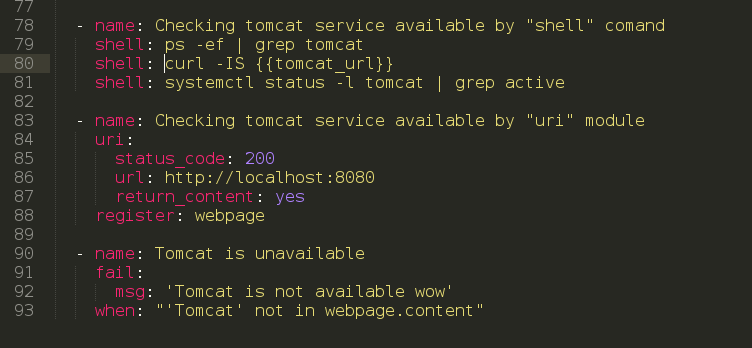 77
78 - name: Checking tomcat service available by "shell" comand
79 shell: ps -ef | grep tomcat
80 shell: curl -IS {{tomcat_url}}
81 shell: systemctl status -l tomcat | grep active
82
83 - name: Checking tomcat service available by "uri" module
84 uri:
85 status_code: 200
86 url: http://localhost:8080
87 return_content: yes
88 register: webpage
89
90 - name: Tomcat is unavailable
91 fail:
92 msg: 'Tomcat is not available wow'
93 when: "'Tomcat' not in webpage.content"